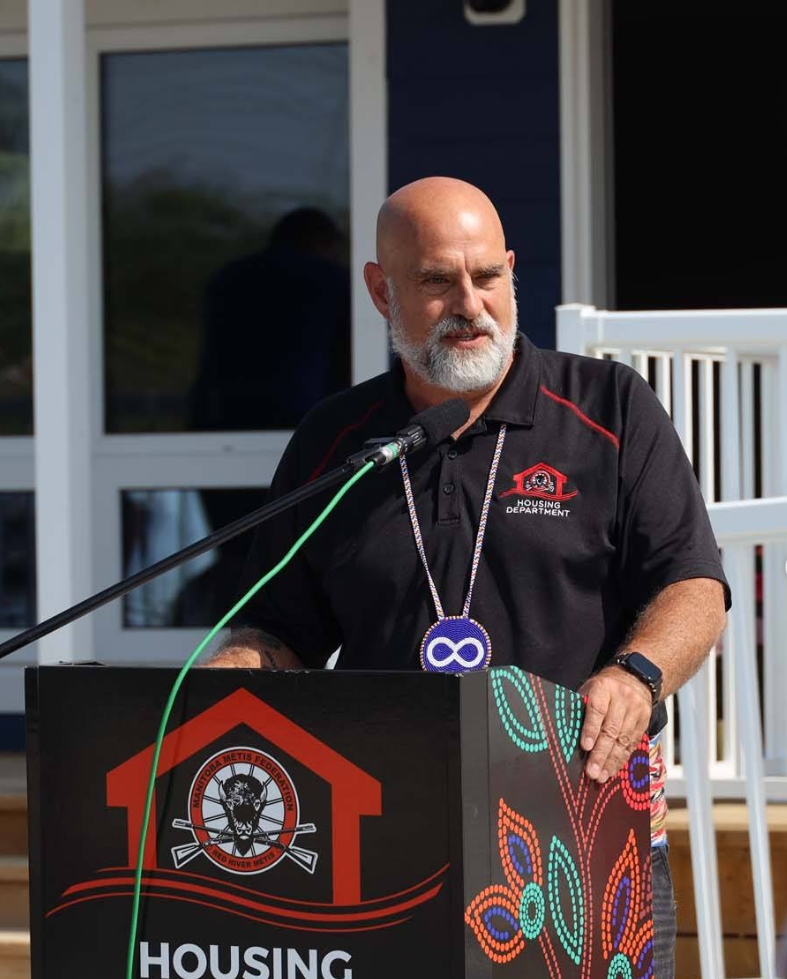 HOUSING
DEPARTMENT
MANITOBA METIS FEDERATION
RED RIVER METIS
HOUSING